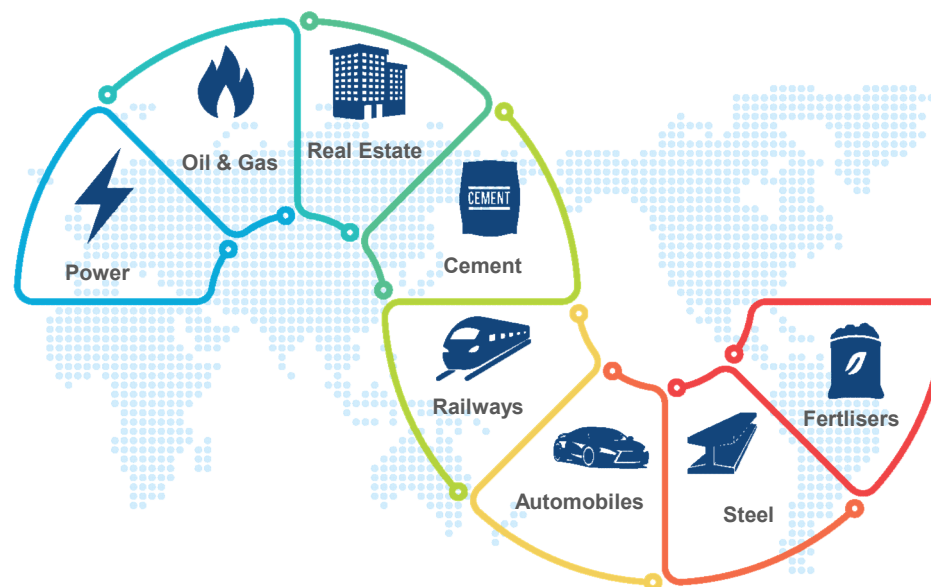 Power
Oil & Gas
Real Estate
CEMENT
Cement
Railways
Automobiles
Steel
Fertlisers